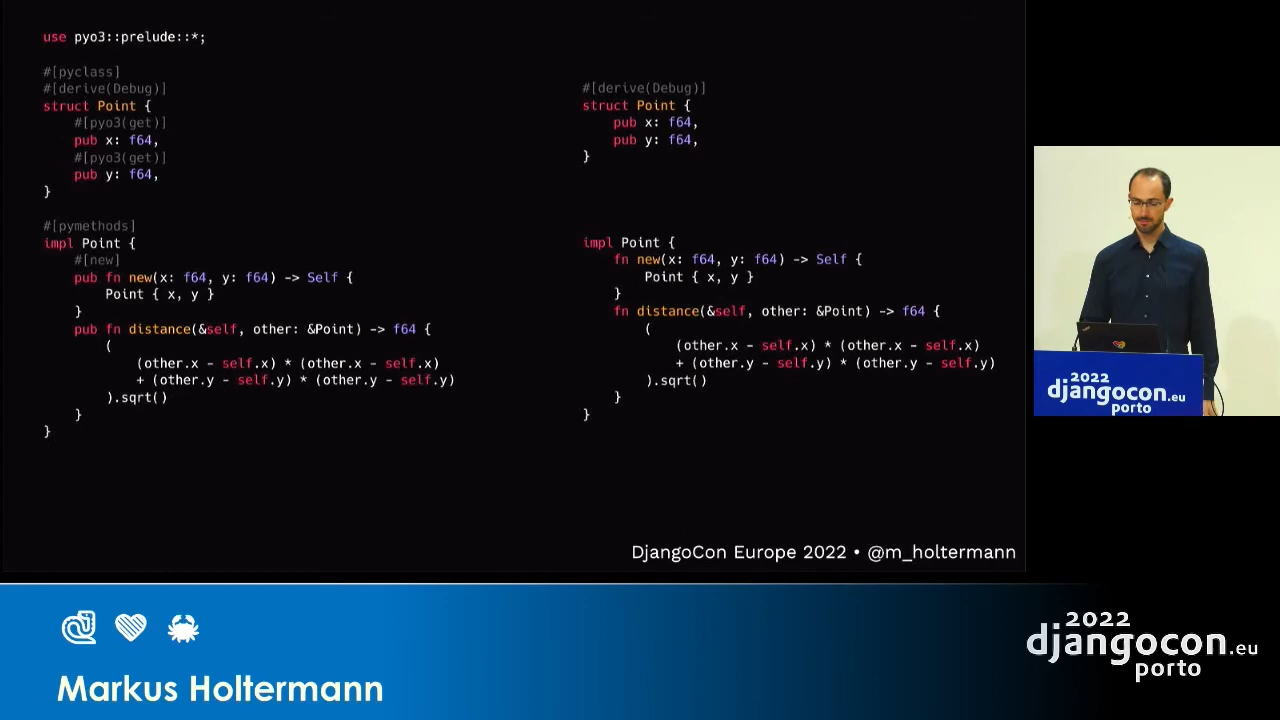 use pyo3::prelude::*;
#[pyclass]
#[derive(Debug)]
struct Point {
#[pyo3(get)]
pub x: f64,
#[pyo3(get)]
pub y: f64,
}
#[pymethods]
impl Point {
#[new]
pub fn new(x: f64, y: f64) -> Self {
Point { x, y }
}
pub fn distance(&self, other: &Point) -> f64 {
(
(other.x - self.x) * (other.x - self.x)
+ (other.y - self.y) * (other.y - self.y)
).sqrt()
}
}
#[derive(Debug)]
struct Point {
pub x: f64,
pub y: f64,
}
impl Point {
fn new(x: f64, y: f64) -> Self {
Point { x, y }
}
fn distance(&self, other: &Point) -> f64 {
(
(other.x - self.x) * (other.x - self.x)
+ (other.y - self.y) * (other.y - self.y)
).sqrt()
}
}
DjangoCon Europe 2022 • @m_holtermann
2022
djangocon.eu
porto
Markus Holtermann
2022
djangocon.eu
porto